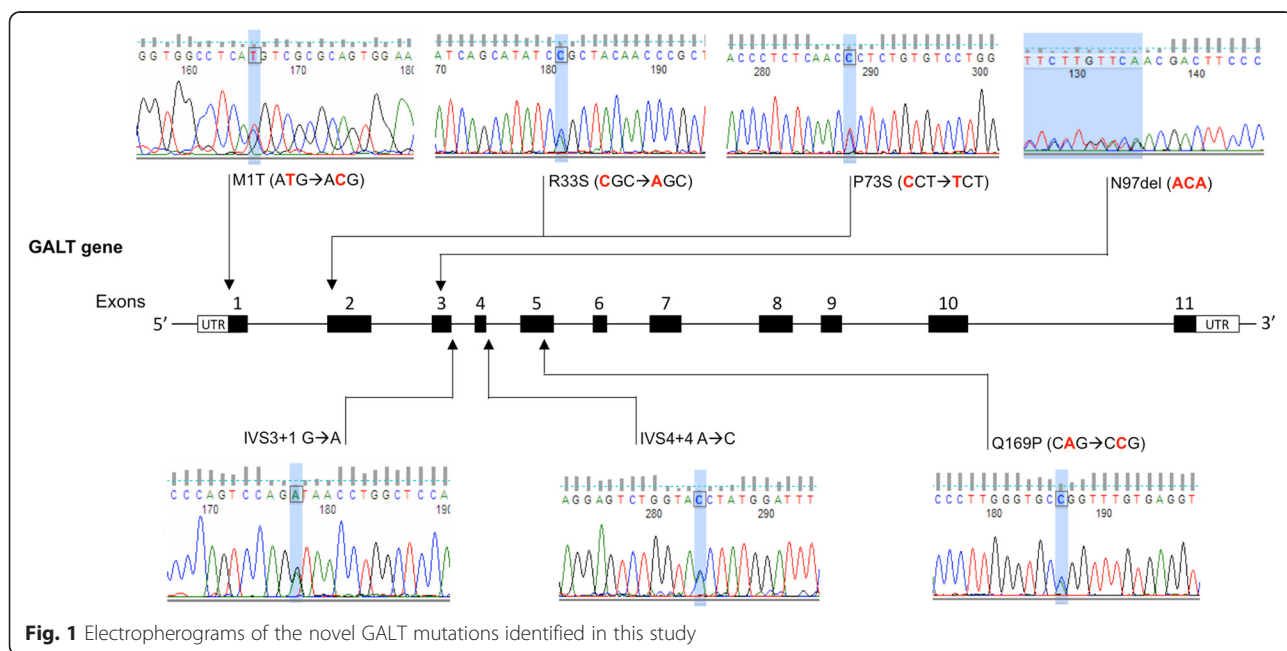 GGTGGCCTCATGTCGCGCAGTGGAA
160 170 180
ATCAGCATATCCGCTACAACCCGCT
70 180 190
ACCCTCTCAACCCTCTGTGTCCTGG
280 290 300
TTCTTGTTCAACGACTTCCC
130 140
M1T (ATG→ACG)
R33S (CGC→AGC)
P73S (CCT→TCT)
N97del (ACA)
GALT gene
Exons 1 2 3 4 5 6 7 8 9 10 11
5′ UTR UTR 3′
IVS3+1 G→A
IVS4+4 A→C
Q169P (CAG→CCG)
CCCAGTCCAGATAACCTGGCTCCA
170 180 190
AGGAGTCTGGTACCTATGGATTT
280 290
CCCTTGGGTGCCGGTTTGTGAGGT
180 190
Fig. 1 Electropherograms of the novel GALT mutations identified in this study